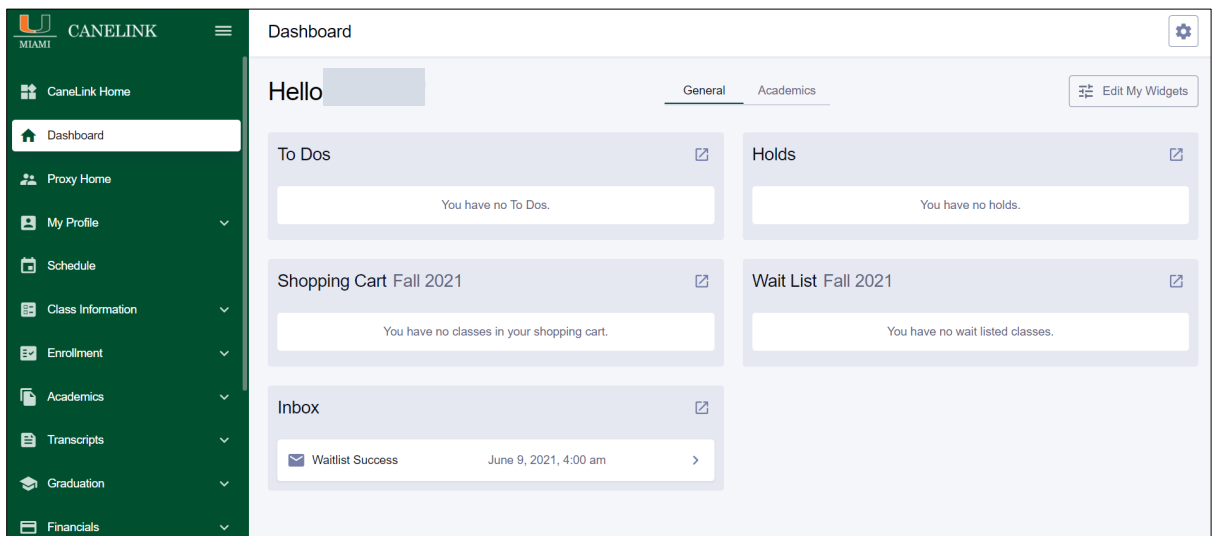 MIAMI
CANELINK
CaneLink Home
Dashboard
Proxy Home
My Profile
Schedule
Class Information
Enrollment
Academics
Transcripts
Graduation
Financials
Dashboard
Hello
General Academics
Edit My Widgets
To Dos
You have no To Dos.
Holds
You have no holds.
Shopping Cart Fall 2021
You have no classes in your shopping cart.
Wait List Fall 2021
You have no wait listed classes.
Inbox
Waitlist Success June 9, 2021, 4:00 am